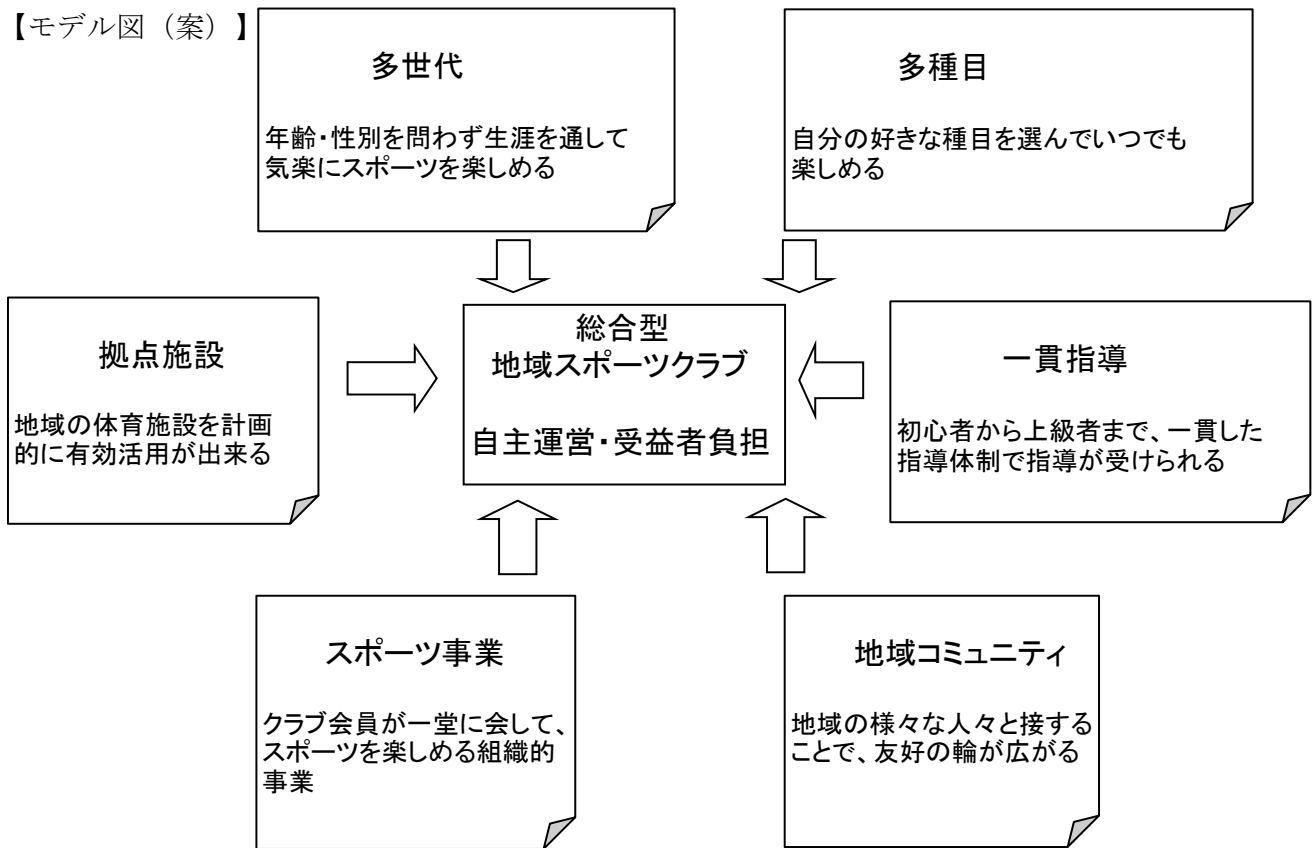 【モデル図（案）】
多世代
年齢・性別を問わず生涯を通して
気楽にスポーツを楽しめる
多種目
自分の好きな種目を選んでいつでも
楽しめる
拠点施設
地域の体育施設を計画
的に有効活用が出来る
総合型
地域スポーツクラブ
自主運営・受益者負担
一貫指導
初心者から上級者まで、一貫した
指導体制で指導が受けられる
スポーツ事業
クラブ会員が一堂に会して、
スポーツを楽しめる組織的
事業
地域コミュニティ
地域の様々な人々と接する
ことで、友好の輪が広がる